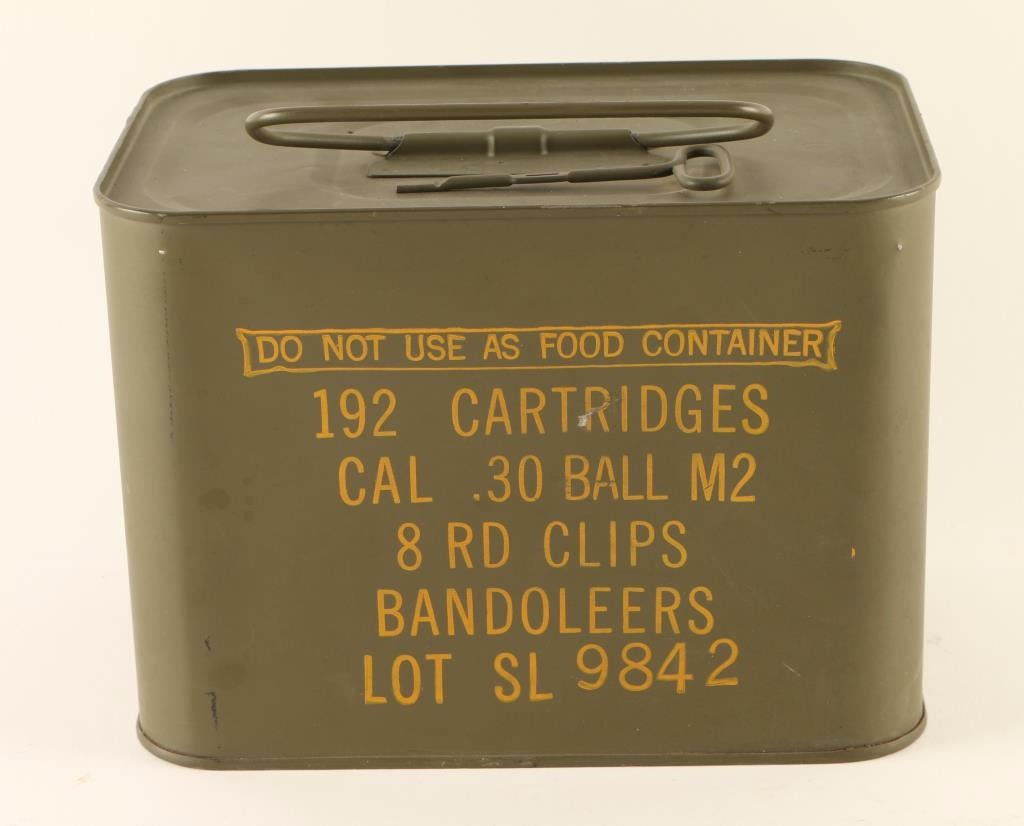 DO NOT USE AS FOOD CONTAINER
192 CARTRIDGES
CAL .30 BALL M2
8 RD CLIPS
BANDOLEERS
LOT SL 9842